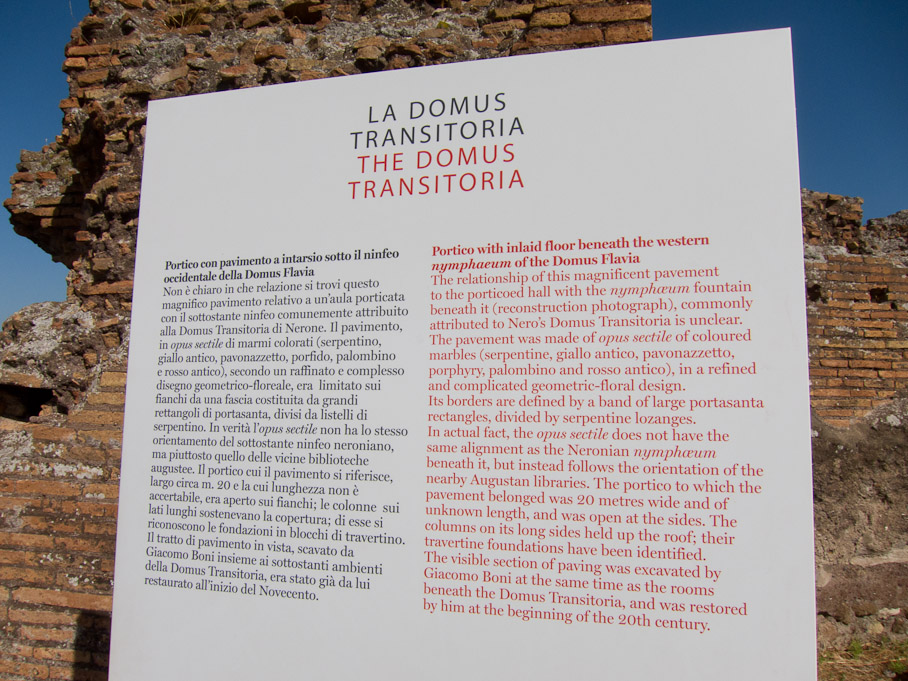 LA DOMUS
TRANSITORIA
THE DOMUS
TRANSITORIA
Portico con pavimento a intarsio sotto il ninfeo
occidentale della Domus Flavia
Non è chiaro in che relazione si trovi questo
magnifico pavimento relativo a un'aula porticata
con il sottostante ninfeo comunemente attribuito
alla Domus Transitoria di Nerone. Il pavimento,
in opus sectile di marmi colorati (serpentino,
giallo antico, pavonazzetto, porfido, palombino
e rosso antico), secondo un raffinato e complesso
disegno geometrico-floreale, era limitato sui
fianchi da una fascia costituita da grandi
rettangoli di portasanta, divisi da listelli di
serpentino. In verità l'opus sectile non ha lo stesso
orientamento del sottostante ninfeo neroniano,
ma piuttosto quello delle vicine biblioteche
augustee. Il portico cui il pavimento si riferisce,
largo circa m. 20 e la cui lunghezza non è
accertabile, era aperto sui fianchi; le colonne sui
lati lunghi sostenevano la copertura; di esse si
riconoscono le fondazioni in blocchi di travertino.
Il tratto di pavimento in vista, scavato da
Giacomo Boni insieme ai sottostanti ambienti
della Domus Transitoria, era stato già da lui
restaurato all'inizio del Novecento.
Portico with inlaid floor beneath the western
nymphaeum of the Domus Flavia
The relationship of this magnificent pavement
to the porticoed hall with the nymphæum fountain
beneath it (reconstruction photograph), commonly
attributed to Nero's Domus Transitoria is unclear.
The pavement was made of opus sectile of coloured
marbles (serpentine, giallo antico, pavonazzetto,
porphyry, palombino and rosso antico), in a refined
and complicated geometric-floral design.
Its borders are defined by a band of large portasanta
rectangles, divided by serpentine lozanges.
In actual fact, the opus sectile does not have the
same alignment as the Neronian nymphæum
beneath it, but instead follows the orientation of the
nearby Augustan libraries. The portico to which the
pavement belonged was 20 metres wide and of
unknown length, and was open at the sides. The
columns on its long sides held up the roof; their
travertine foundations have been identified.
The visible section of paving was excavated by
Giacomo Boni at the same time as the rooms
beneath the Domus Transitoria, and was restored
by him at the beginning of the 20th century.